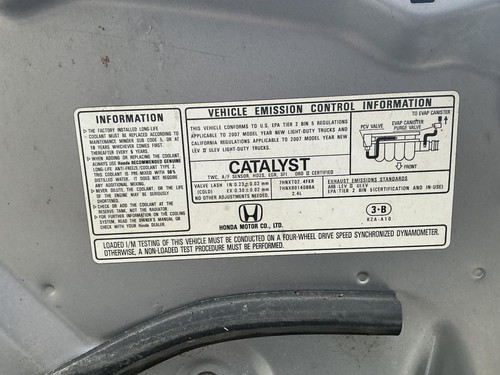 INFORMATION
▷ THE FACTORY INSTALLED LONG-LIFE
COOLANT MUST BE REPLACED ACCORDING TO
MAINTENANCE MINDER SUB CODE 5, OR AT
10 YEARS WHICHEVER COMES FIRST.
THEREAFTER EVERY 5 YEARS.
▷ WHEN ADDING OR REPLACING THE COOLANT,
ALWAYS USE Honda RECOMMENDED GENUINE
LONG-LIFE ANTI-FREEZE/COOLANT TYPE 2.
THIS COOLANT IS PRE-MIXED WITH 50%
DISTILLED WATER. IT DOES NOT REQUIRE
ANY ADDITIONAL MIXING.
▷ USE THIS COOLANT, OR THE LIFE
OF THE ENGINE MAY BE SERIOUSLY
SHORTENED.
▷ CHECK OR ADD THE COOLANT AT THE
RESERVE TANK, NOT THE RADIATOR.
▷ FOR FURTHER INFORMATION ON THE COOLING
SYSTEM, READ THE OWNER'S MANUAL OR
CHECK WITH YOUR Honda DEALER.
VEHICLE EMISSION CONTROL INFORMATION
THIS VEHICLE CONFORMS TO U.S. EPA TIER 2 BIN 5 REGULATIONS
APPLICABLE TO 2007 MODEL YEAR NEW LIGHT-DUTY TRUCKS AND
CALIFORNIA REGULATIONS APPLICABLE TO 2007 MODEL YEAR NEW
LEV II ULEV LIGHT-DUTY TRUCKS.
CATALYST
TWC, A/F SENSOR, HO2S, EGR, SFI OBD II CERTIFIED
TO EVAP CANISTER
PCV VALVE
EVAP CANISTER
PURGE VALVE
FRONT
VALVE LASH IN 0.23±0.02 mm
(COLD) EX 0.30±0.02 mm
NO OTHER ADJUSTMENTS NEEDED.
7HNXT02.4FKR
7HNXR0140BBA
2.4L
EXHAUST EMISSIONS STANDARDS
ARB:LEV II ULEV
EPA:TIER 2 BIN 5 (CERTIFICATION/IN-USE)
HONDA MOTOR CO., LTD.
3-B
RZA-A10
LOADED I/M TESTING OF THIS VEHICLE MUST BE CONDUCTED ON A FOUR-WHEEL DRIVE SPEED SYNCHRONIZED DYNAMOMETER.
OTHERWISE, A NON-LOADED TEST PROCEDURE MUST BE PERFORMED.